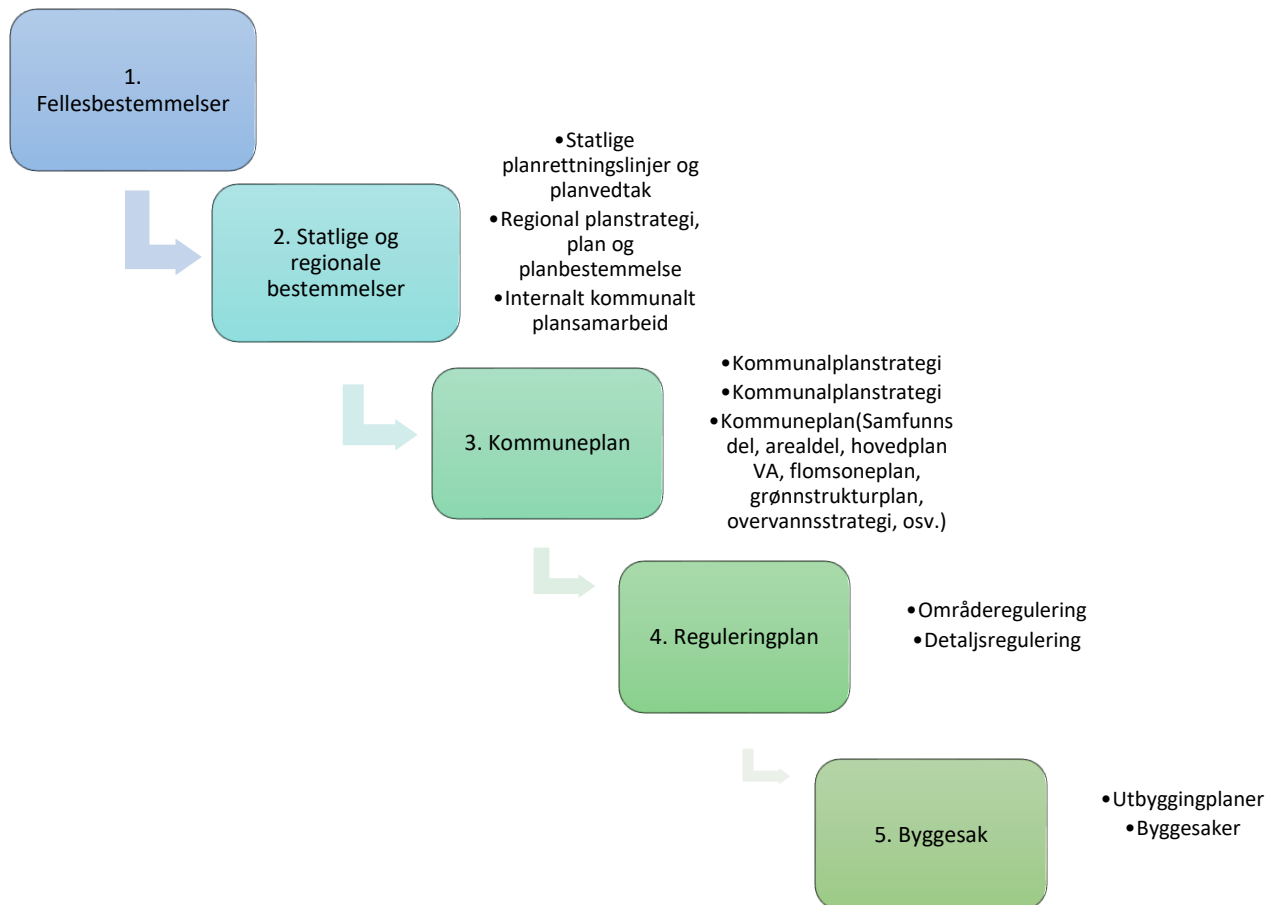 1.
Fellesbestemmelser
2. Statlige og
regionale
bestemmelser
•Statlige
planrettningslinjer og
planvedtak
•Regional planstrategi,
plan og
planbestemmelse
•Internalt kommunalt
plansamarbeid
3. Kommuneplan
•Kommunalplanstrategi
•Kommunalplanstrategi
•Kommuneplan(Samfunns
del, arealdel, hovedplan
VA, flomsoneplan,
grønnstrukturplan,
overvannsstrategi, osv.)
4. Reguleringplan
•Områderegulering
•Detaljsregulering
5. Byggesak
•Utbyggingplaner
•Byggesaker